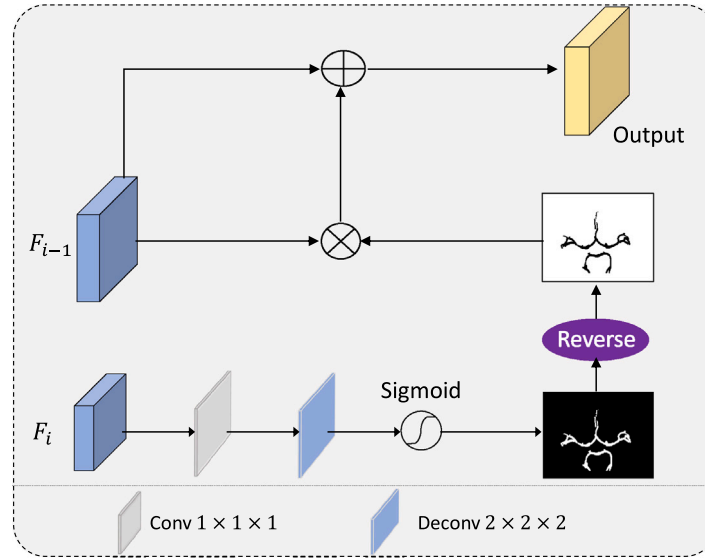 Output
F_{i-1}
Reverse
Sigmoid
F_i
Conv 1 × 1 × 1
Deconv 2 × 2 × 2